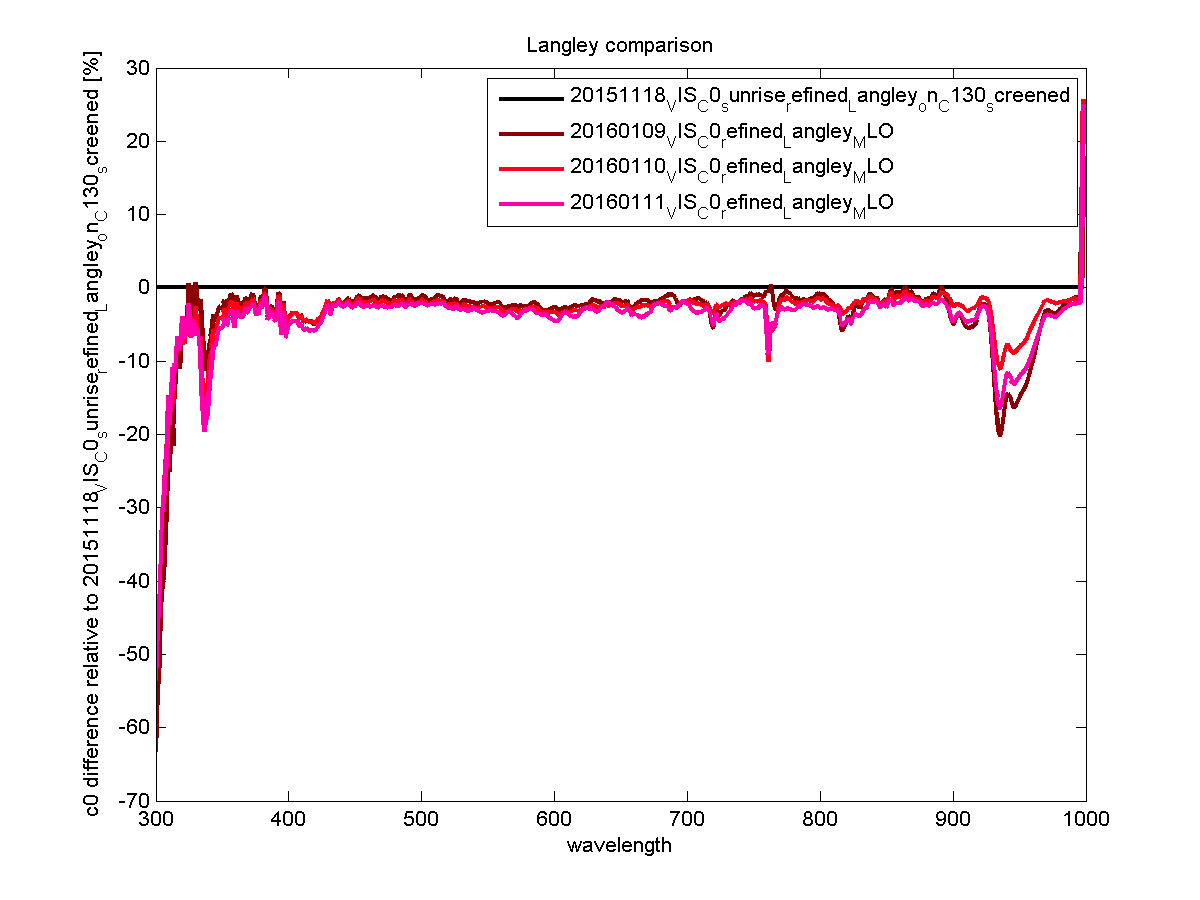 Langley comparison
c0 difference relative to 20151118_VIS_C0_sunrise_refined_Langley_on_C130_screened [%]
30
20
10
0
-10
-20
-30
-40
-50
-60
-70
20151118_VIS_C0_sunrise_refined_Langley_on_C130_screened
20160109_VIS_C0_refined_Langley_MLO
20160110_VIS_C0_refined_Langley_MLO
20160111_VIS_C0_refined_Langley_MLO
300 400 500 600 700 800 900 1000
wavelength